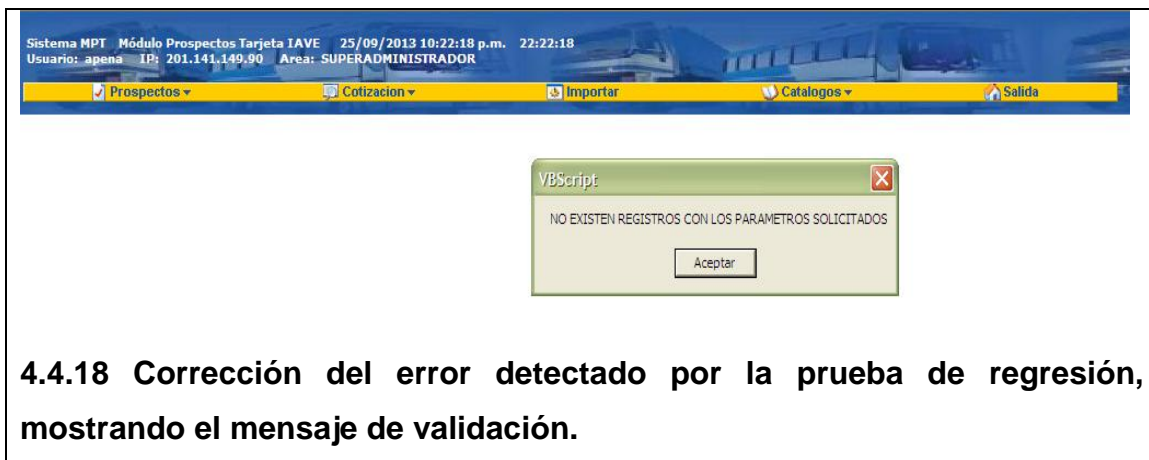 Sistema MPT Módulo Prospectos Tarjeta IAVE 25/09/2013 10:22:18 p.m. 22:22:18
Usuario: apena IP: 201.141.149.90 Area: SUPERADMINISTRADOR
Prospectos Cotizacion Importar Catalogos Salida
VBScript
NO EXISTEN REGISTROS CON LOS PARAMETROS SOLICITADOS
Aceptar
4.4.18 Corrección del error detectado por la prueba de regresión,
mostrando el mensaje de validación.